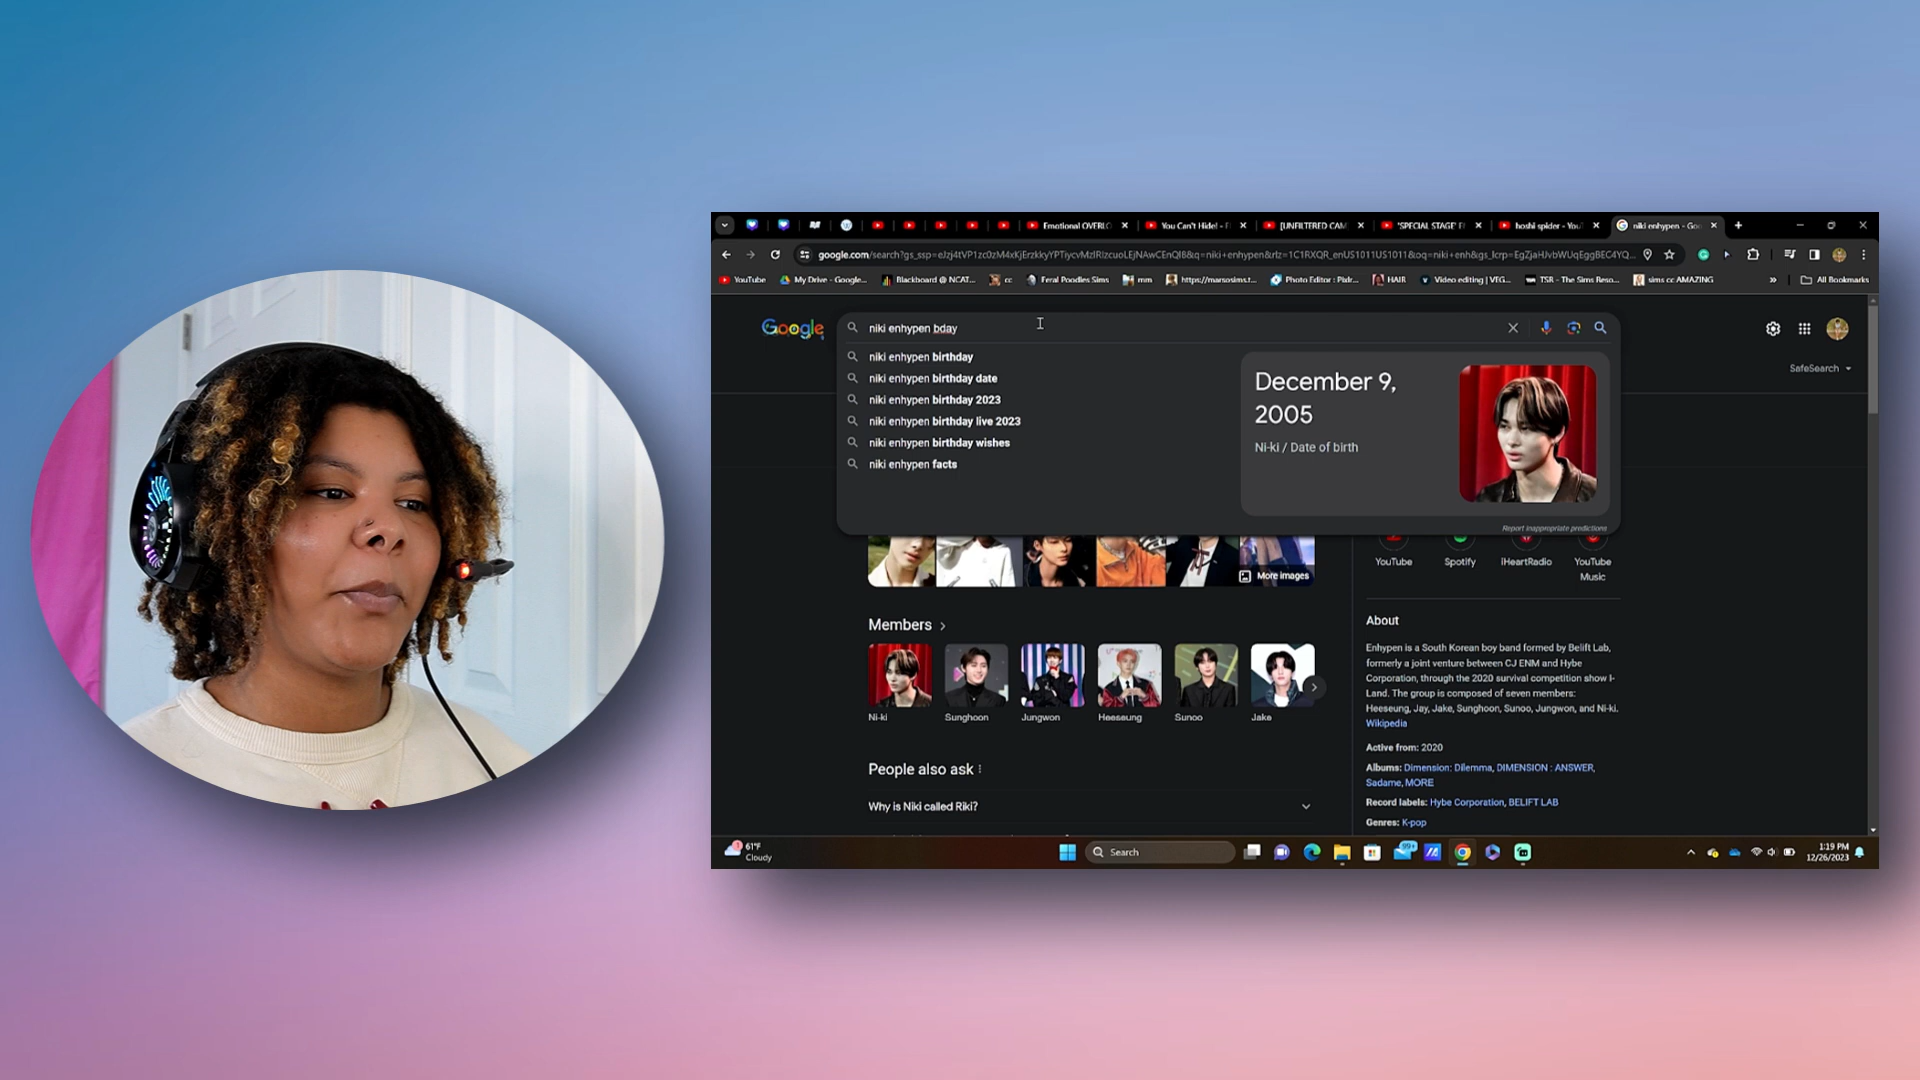 Emotional OVERLO
You Can't Hide! - F
[UNFILTERED CAM
'SPECIAL STAGE' F
hoshi spider - You
niki enhypen - Goo
YouTube
My Drive - Google...
Blackboard @ NCAT...
cc
Feral Poodles Sims
mm
https://marsosims.t...
Photo Editor : Pixlr...
HAIR
Video editing | VEG...
TSR - The Sims Reso...
sims cc AMAZING
All Bookmarks
Google
niki enhypen bday
niki enhypen birthday
niki enhypen birthday date
niki enhypen birthday 2023
niki enhypen birthday live 2023
niki enhypen birthday wishes
niki enhypen facts
December 9,
2005
Ni-ki / Date of birth
Report inappropriate predictions
SafeSearch
More images
YouTube
Spotify
iHeartRadio
YouTube
Music
Members
Ni-ki
Sunghoon
Jungwon
Heeseung
Sunoo
Jake
People also ask
Why is Niki called Riki?
About
Enhypen is a South Korean boy band formed by Belift Lab,
formerly a joint venture between CJ ENM and Hybe
Corporation, through the 2020 survival competition show I-
Land. The group is composed of seven members:
Heeseung, Jay, Jake, Sunghoon, Sunoo, Jungwon, and Ni-ki.
Wikipedia
Active from: 2020
Albums: Dimension: Dilemma, DIMENSION : ANSWER,
Sadame, MORE
Record labels: Hybe Corporation, BELIFT LAB
Genres: K-pop
61°F
Cloudy
Search
99+
1:19 PM
12/26/2023